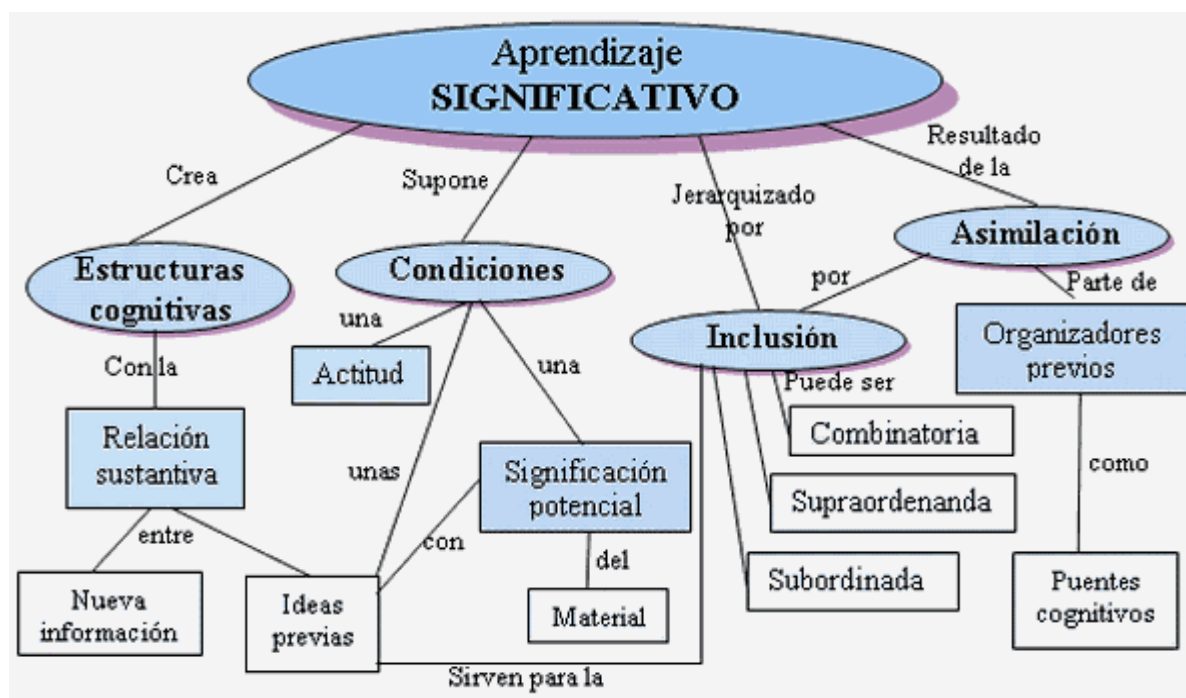 Aprendizaje
SIGNIFICATIVO
Crea
Supone
Jerarquizado
por
Resultado
de la
Estructuras
cognitivas
Condiciones
Asimilación
por
Parte de
Inclusión
Organizadores
previos
Con la
una
Actitud
una
unas
Puede ser
Combinatoria
como
Relación
sustantiva
Significación
potencial
Supraordenanda
entre
con
del
Subordinada
Nueva
información
Ideas
previas
Material
Puentes
cognitivos
Sirven para la